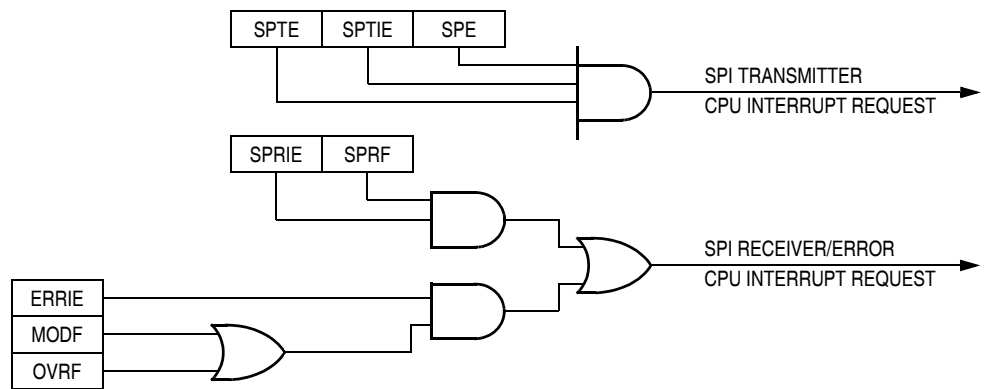 SPTE SPTIE SPE
SPI TRANSMITTER
CPU INTERRUPT REQUEST
SPRIE SPRF
SPI RECEIVER/ERROR
CPU INTERRUPT REQUEST
ERRIE
MODF
OVRF